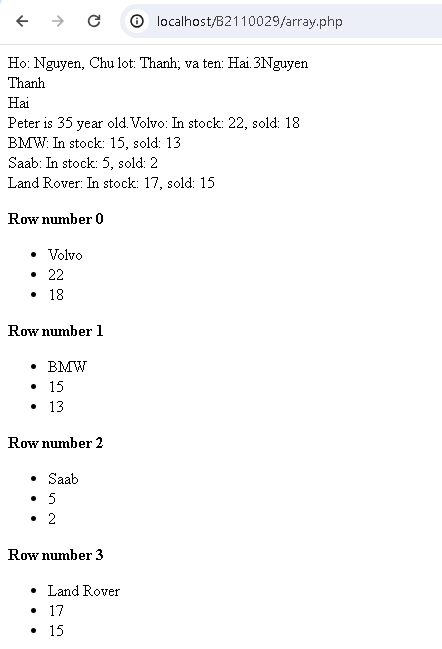 localhost/B2110029/array.php
Ho: Nguyen, Chu lot: Thanh; va ten: Hai.3Nguyen
Thanh
Hai
Peter is 35 year old.Volvo: In stock: 22, sold: 18
BMW: In stock: 15, sold: 13
Saab: In stock: 5, sold: 2
Land Rover: In stock: 17, sold: 15
Row number 0
• Volvo
• 22
• 18
Row number 1
• BMW
• 15
• 13
Row number 2
• Saab
• 5
• 2
Row number 3
• Land Rover
• 17
• 15